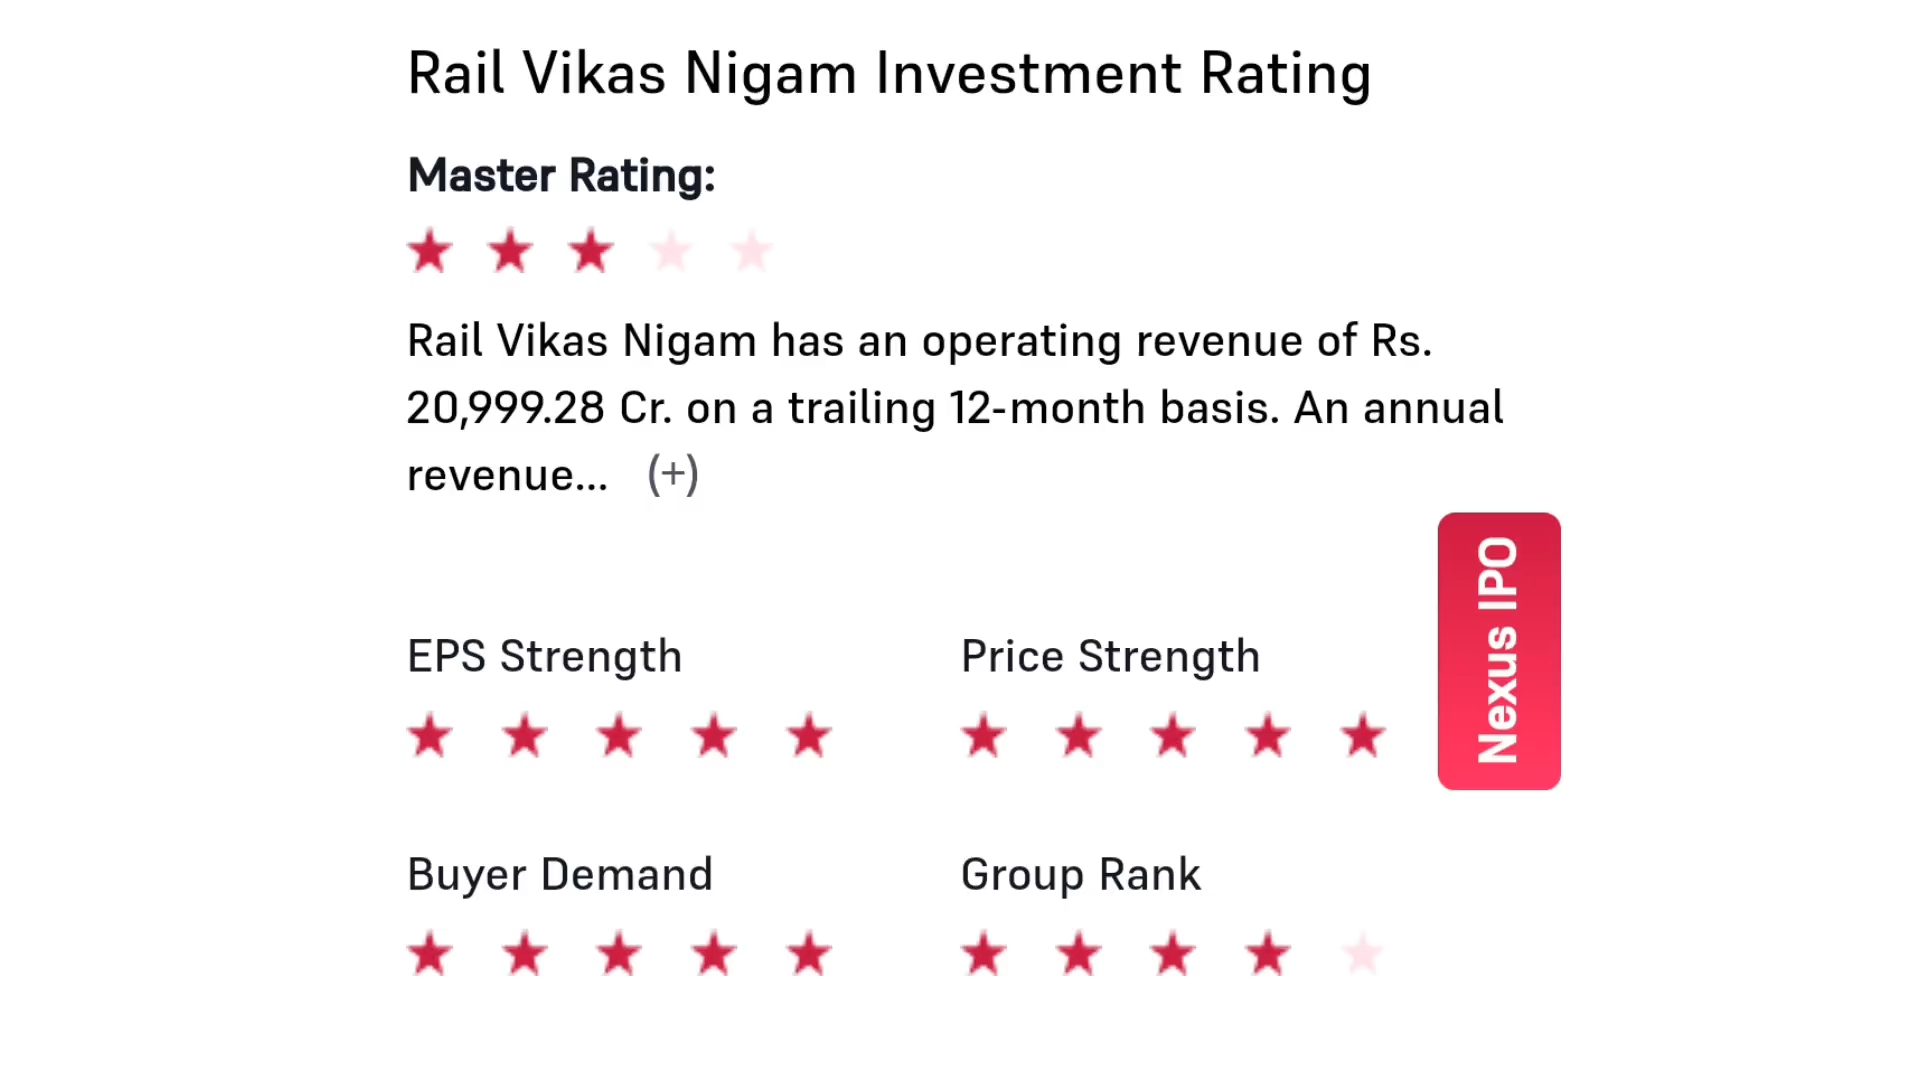 Rail Vikas Nigam Investment Rating
Master Rating:
Rail Vikas Nigam has an operating revenue of Rs.
20,999.28 Cr. on a trailing 12-month basis. An annual
revenue... (+)
Nexus IPO
EPS Strength
Price Strength
Buyer Demand
Group Rank